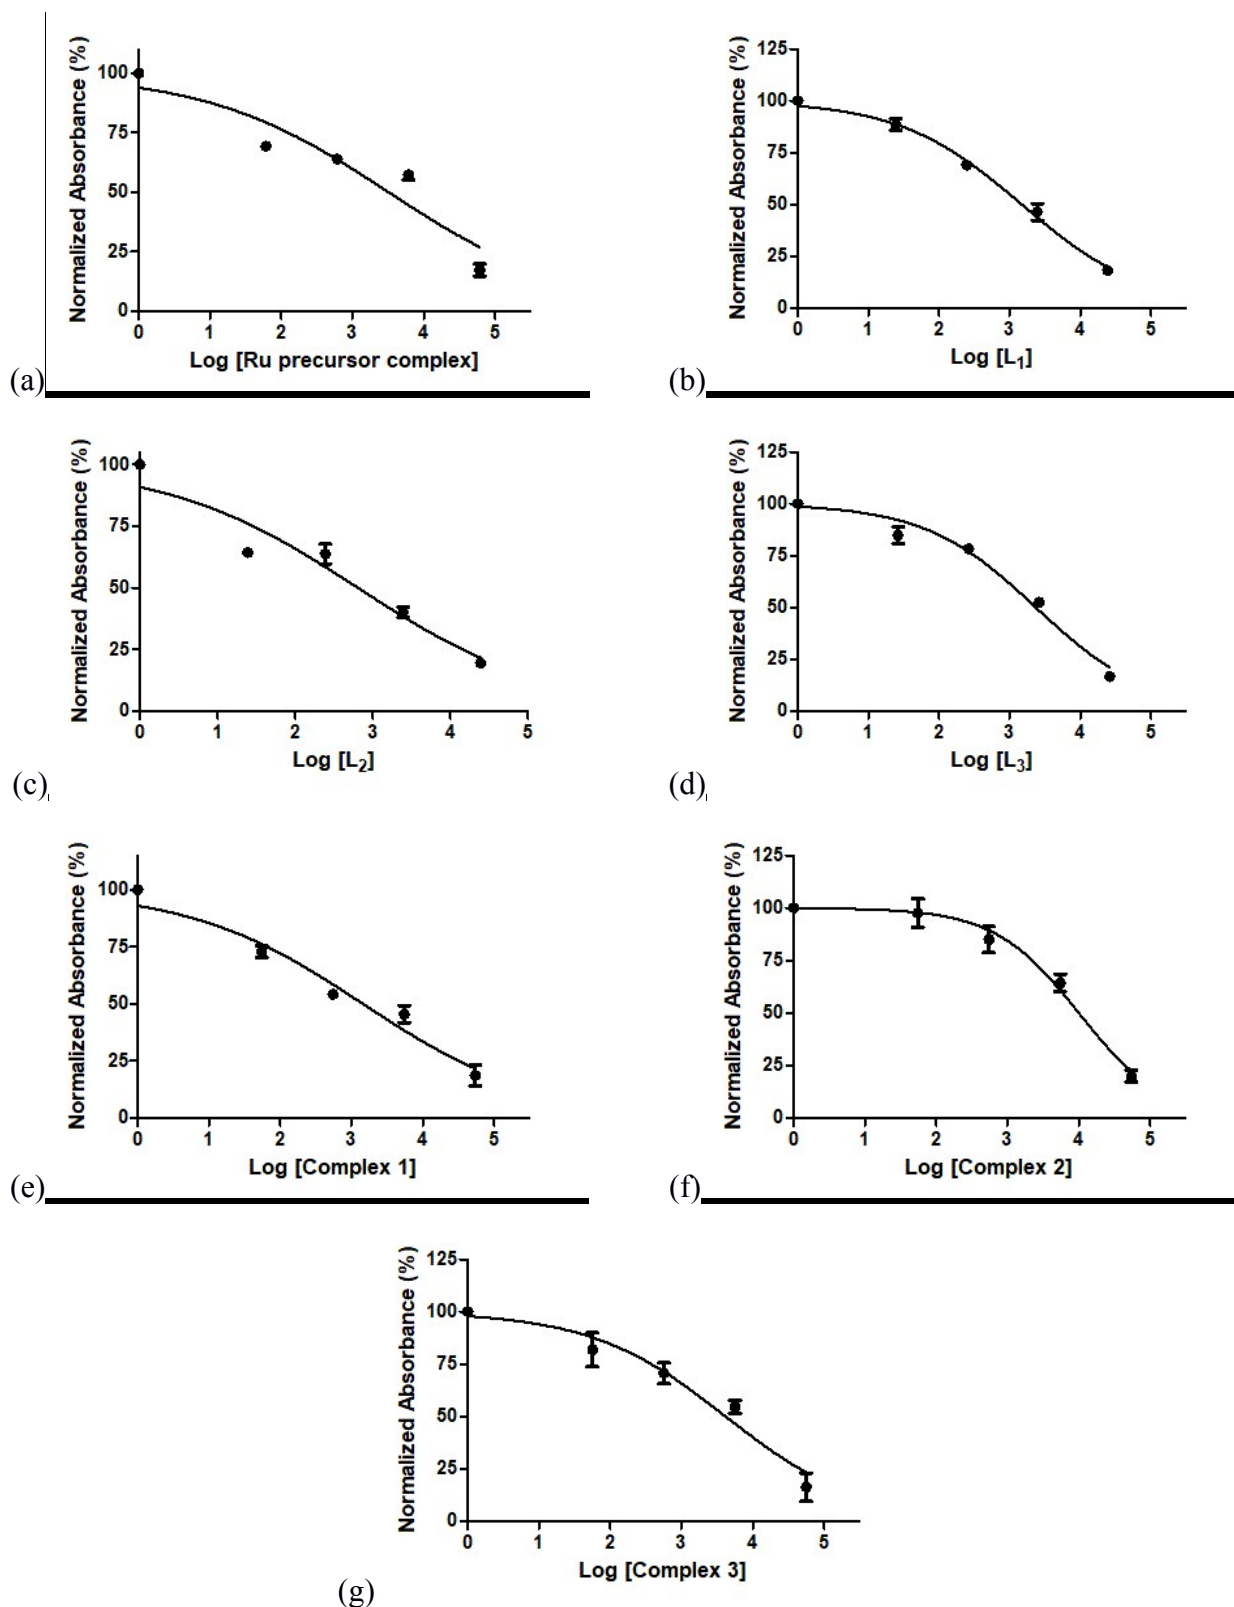 Normalized Absorbance (%)
100
75
50
25
0
0 1 2 3 4 5
Log [Ru precursor complex]
(a)
Normalized Absorbance (%)
125
100
75
50
25
0
0 1 2 3 4 5
Log [L1]
(b)
Normalized Absorbance (%)
100
75
50
25
0
0 1 2 3 4 5
Log [L2]
(c)
Normalized Absorbance (%)
125
100
75
50
25
0
0 1 2 3 4 5
Log [L3]
(d)
Normalized Absorbance (%)
100
75
50
25
0
0 1 2 3 4 5
Log [Complex 1]
(e)
Normalized Absorbance (%)
125
100
75
50
25
0
0 1 2 3 4 5
Log [Complex 2]
(f)
Normalized Absorbance (%)
125
100
75
50
25
0
0 1 2 3 4 5
Log [Complex 3]
(g)